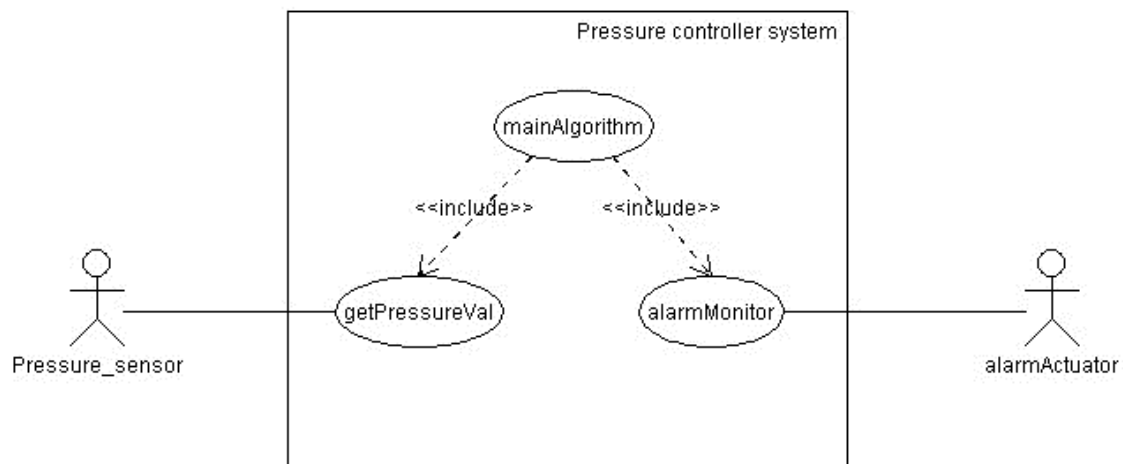 Pressure controller system
mainAlgorithm
<<include>> <<include>>
getPressureVal alarmMonitor
Pressure_sensor alarmActuator